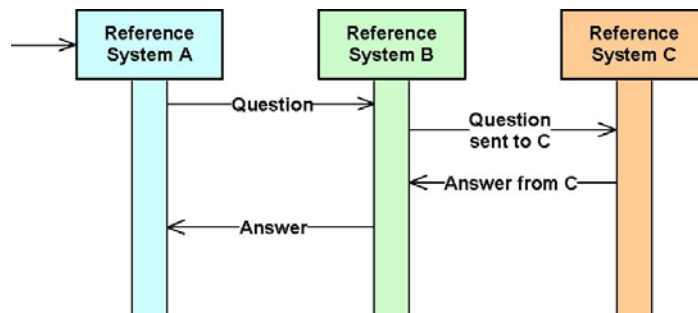 Reference
System A
Reference
System B
Reference
System C
Question
Question
sent to C
Answer from C
Answer